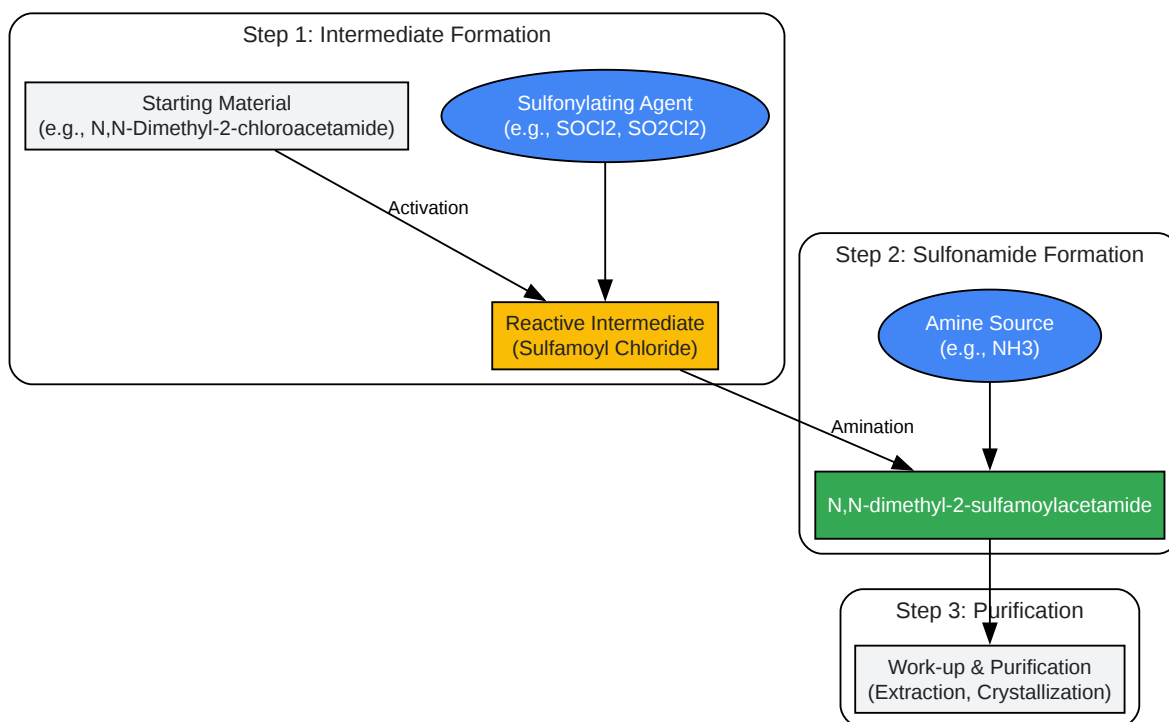 Step 1: Intermediate Formation
Starting Material
(e.g., N,N-Dimethyl-2-chloroacetamide)
Sulfonylating Agent
(e.g., SOCl2, SO2Cl2)
Activation
Reactive Intermediate
(Sulfamoyl Chloride)
Step 2: Sulfonamide Formation
Amine Source
(e.g., NH3)
Amination
N,N-dimethyl-2-sulfamoylacetamide
Step 3: Purification
Work-up & Purification
(Extraction, Crystallization)